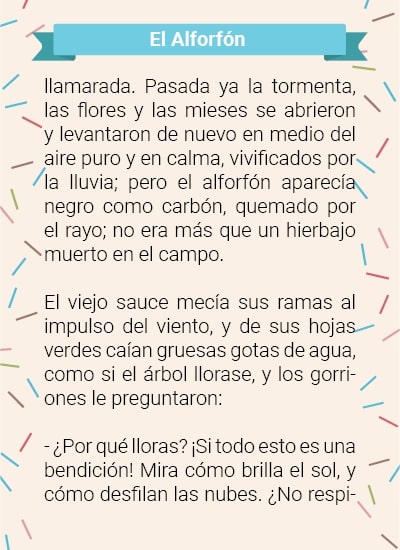 El Alforfón
llamarada. Pasada ya la tormenta,
las flores y las mieses se abrieron
y levantaron de nuevo en medio del
aire puro y en calma, vivificados por
la lluvia; pero el alforfón aparecía
negro como carbón, quemado por
el rayo; no era más que un hierbajo
muerto en el campo.
El viejo sauce mecía sus ramas al
impulso del viento, y de sus hojas
verdes caían gruesas gotas de agua,
como si el árbol llorase, y los gorri-
ones le preguntaron:
- ¿Por qué lloras? ¡Si todo esto es una
bendición! Mira cómo brilla el sol, y
cómo desfilan las nubes. ¿No respi-